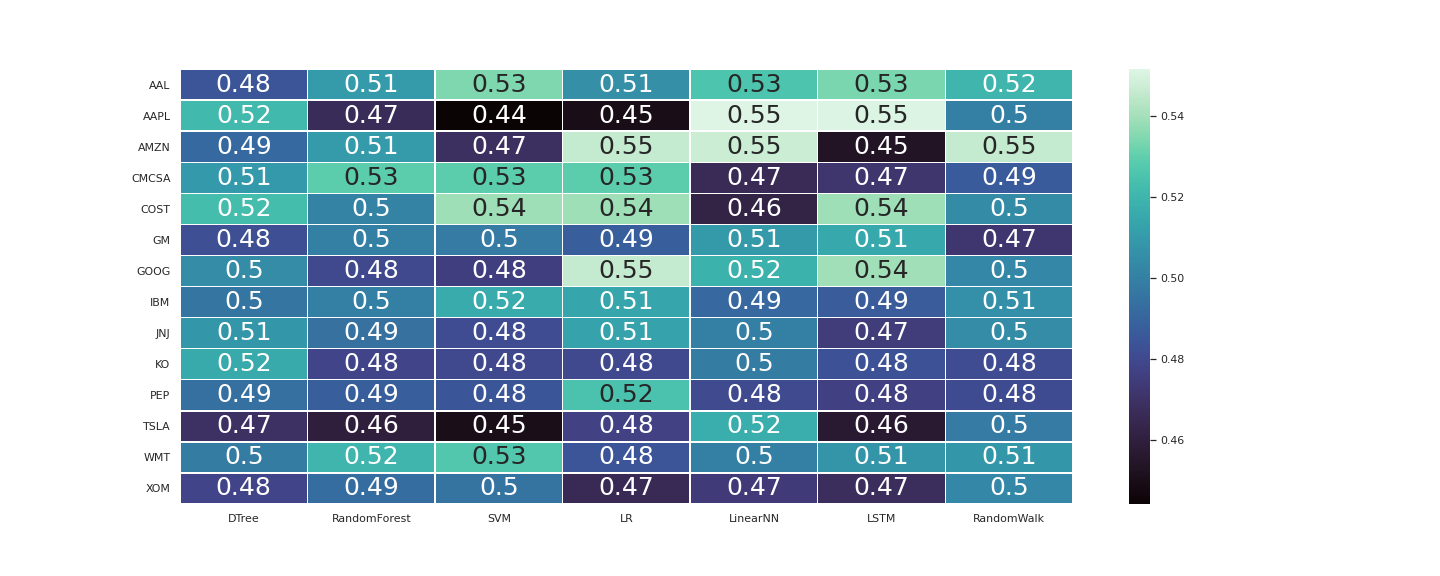 AAL 0.48 0.51 0.53 0.51 0.53 0.53 0.52
AAPL 0.52 0.47 0.44 0.45 0.55 0.55 0.5
AMZN 0.49 0.51 0.47 0.55 0.55 0.45 0.55
CMCSA 0.51 0.53 0.53 0.53 0.47 0.47 0.49
COST 0.52 0.5 0.54 0.54 0.46 0.54 0.5
GM 0.48 0.5 0.5 0.49 0.51 0.51 0.47
GOOG 0.5 0.48 0.48 0.55 0.52 0.54 0.5
IBM 0.5 0.5 0.52 0.51 0.49 0.49 0.51
JNJ 0.51 0.49 0.48 0.51 0.5 0.47 0.5
KO 0.52 0.48 0.48 0.48 0.5 0.48 0.48
PEP 0.49 0.49 0.48 0.52 0.48 0.48 0.48
TSLA 0.47 0.46 0.45 0.48 0.52 0.46 0.5
WMT 0.5 0.52 0.53 0.48 0.5 0.51 0.51
XOM 0.48 0.49 0.5 0.47 0.47 0.47 0.5
DTree RandomForest SVM LR LinearNN LSTM RandomWalk
0.54
0.52
0.50
0.48
0.46